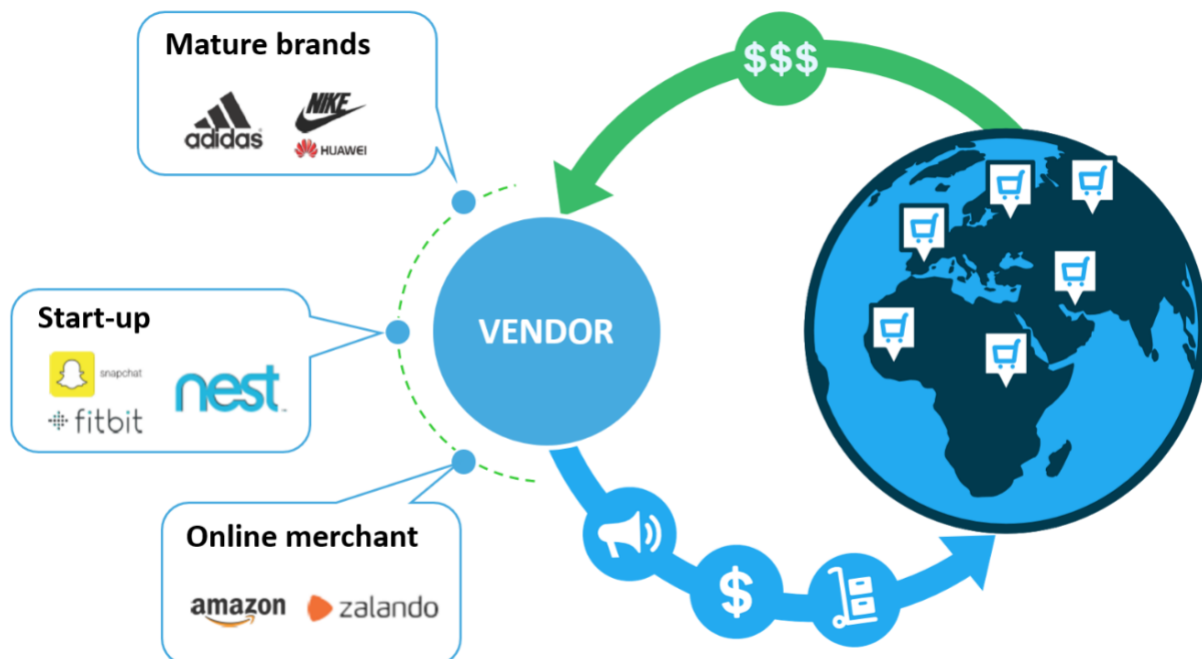 Mature brands
adidas
NIKE
HUAWEI
$$$
Start-up
snapchat
nest
fitbit
VENDOR
Online merchant
amazon
zalando
$